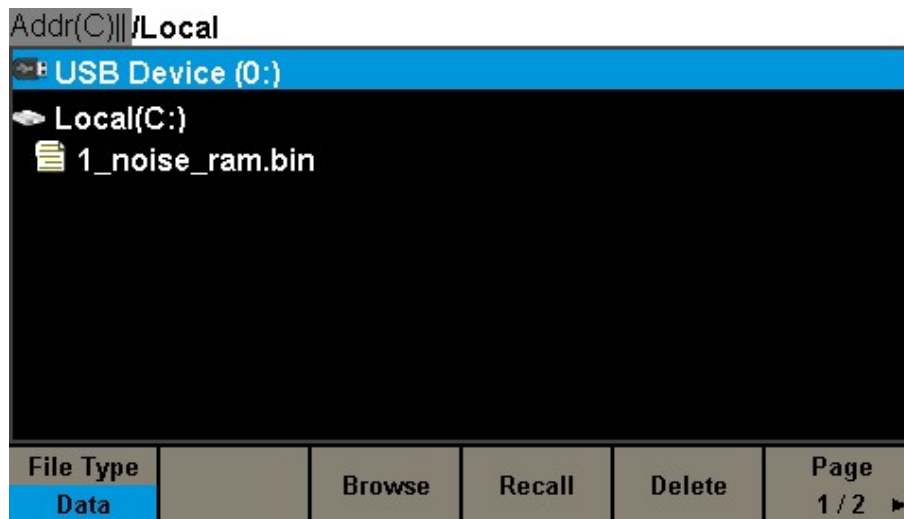 Addr(C)||/Local
USB Device (0:)
Local(C:)
1_noise_ram.bin
File Type
Data
Browse
Recall
Delete
Page
1 / 2